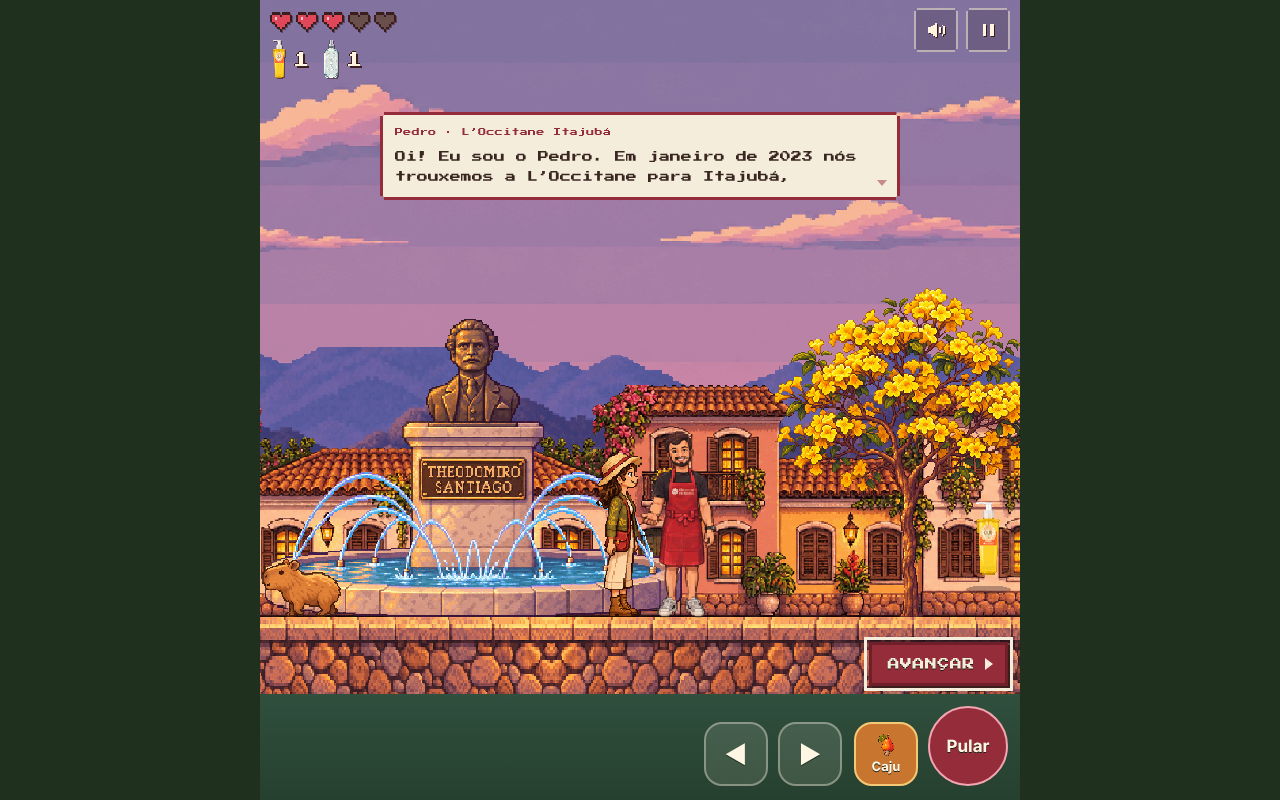 1 1
Pedro · L'Occitane Itajubá
Oi! Eu sou o Pedro. Em janeiro de 2023 nós
trouxemos a L'Occitane para Itajubá,
THEODOMIRO
SANTIAGO
AVANÇAR
Caju
Pular